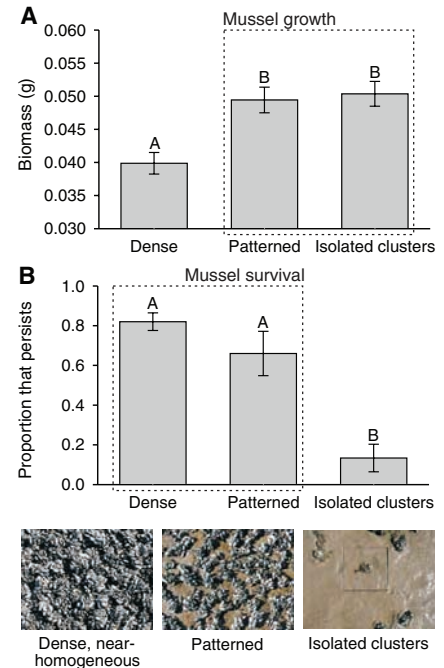 A
Mussel growth
Biomass (g)
0.060
0.055
0.050
0.045
0.040
0.035
0.030
A
B
B
Dense
Patterned
Isolated clusters
B
Mussel survival
Proportion that persists
1.0
0.8
0.6
0.4
0.2
0.0
A
A
B
Dense
Patterned
Isolated clusters
Dense, near-
homogeneous
Patterned
Isolated clusters